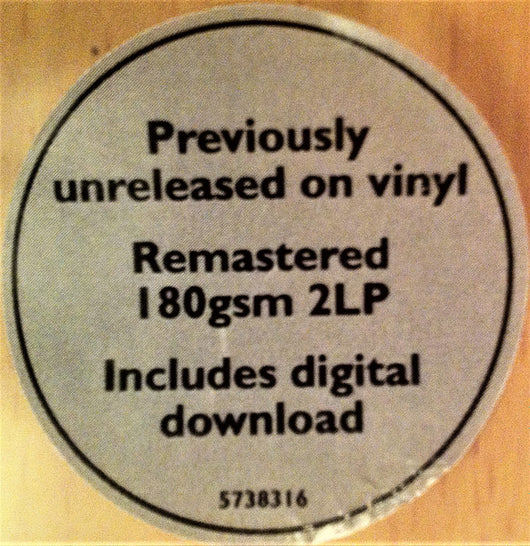 Previously
unreleased on vinyl
Remastered
180gsm 2LP
Includes digital
download
5738316